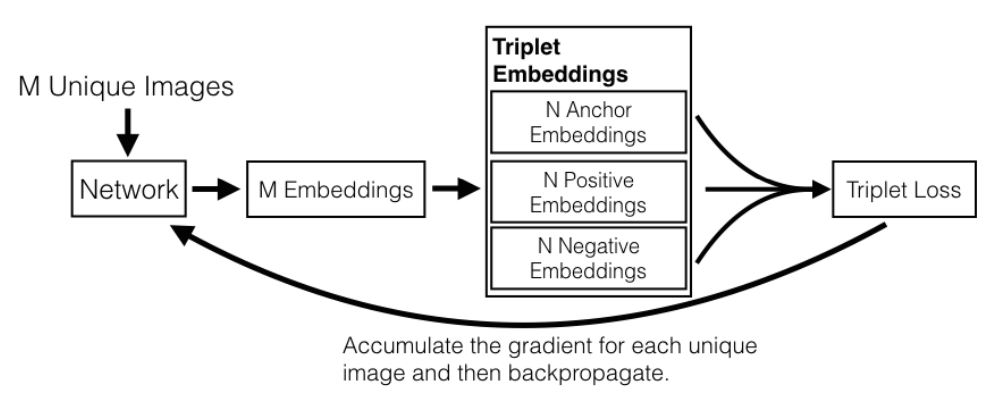 Triplet
Embeddings
M Unique Images
N Anchor
Embeddings
Network
M Embeddings
N Positive
Embeddings
Triplet Loss
N Negative
Embeddings
Accumulate the gradient for each unique
image and then backpropagate.